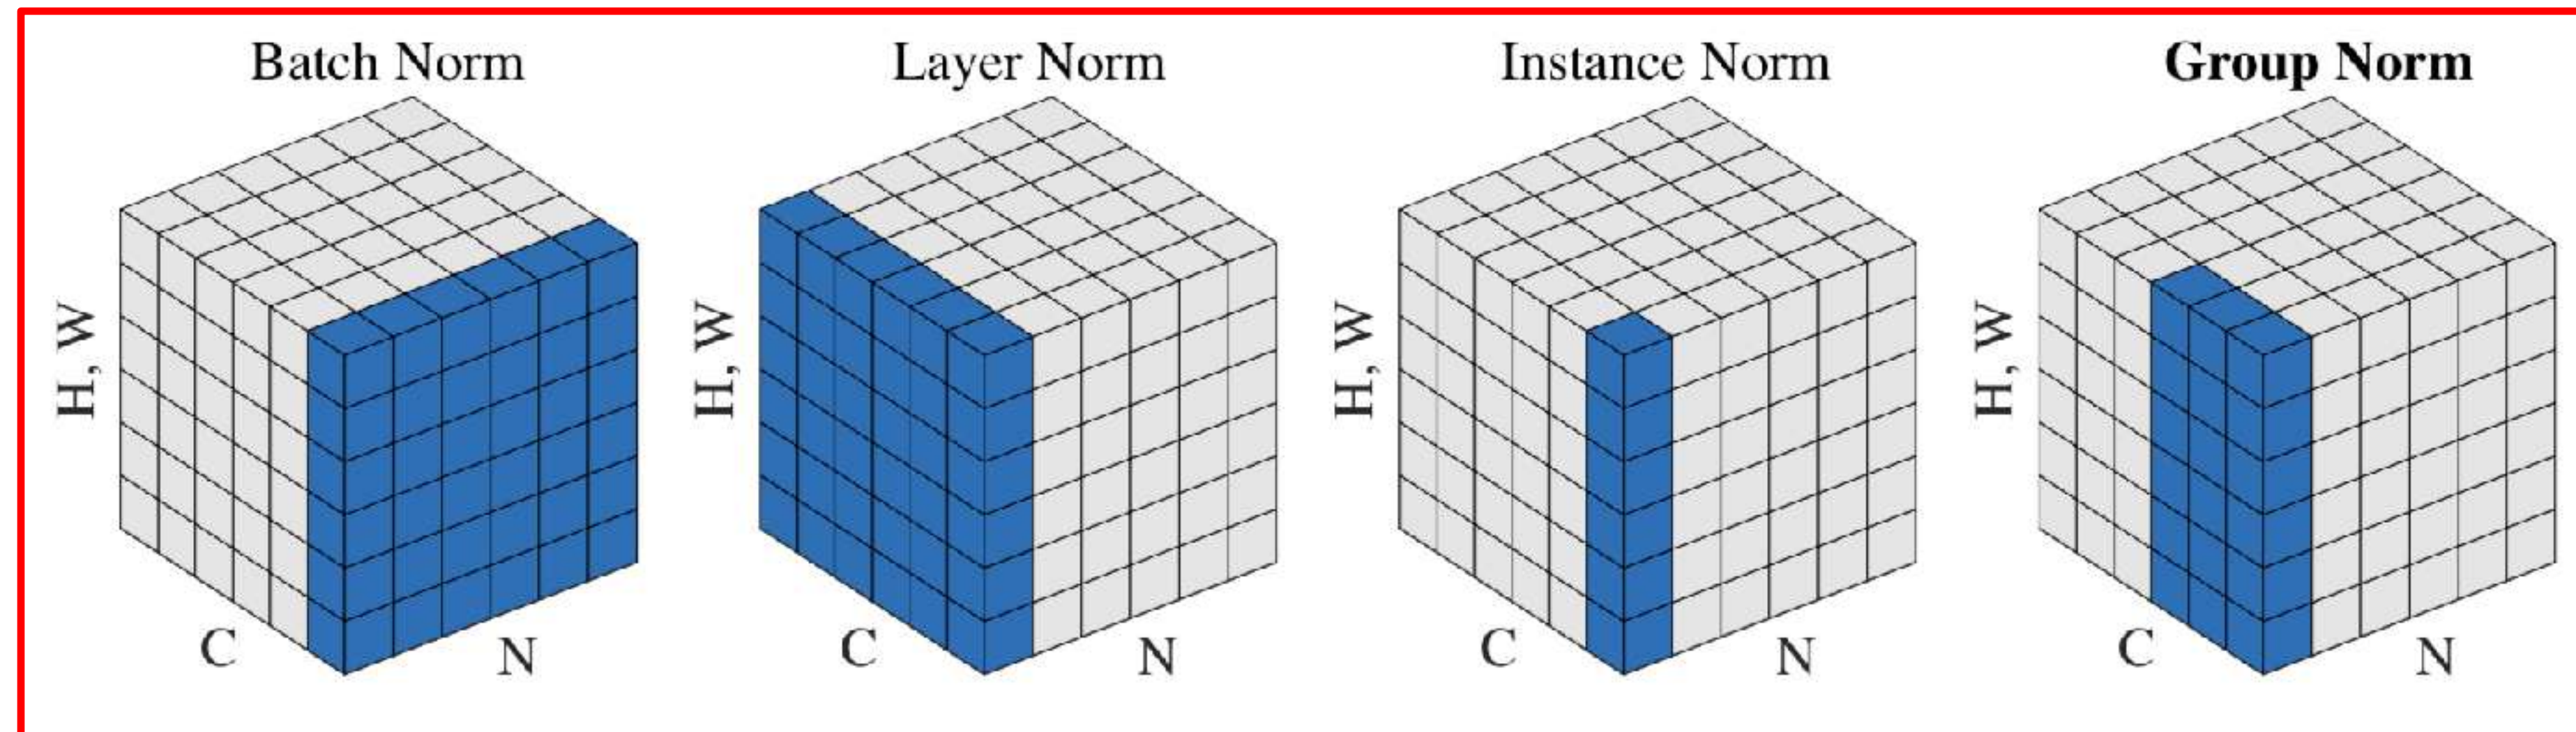 Batch Norm
Layer Norm
Instance Norm
Group Norm
H, W
C
N
H, W
C
N
H, W
C
N
H, W
C
N